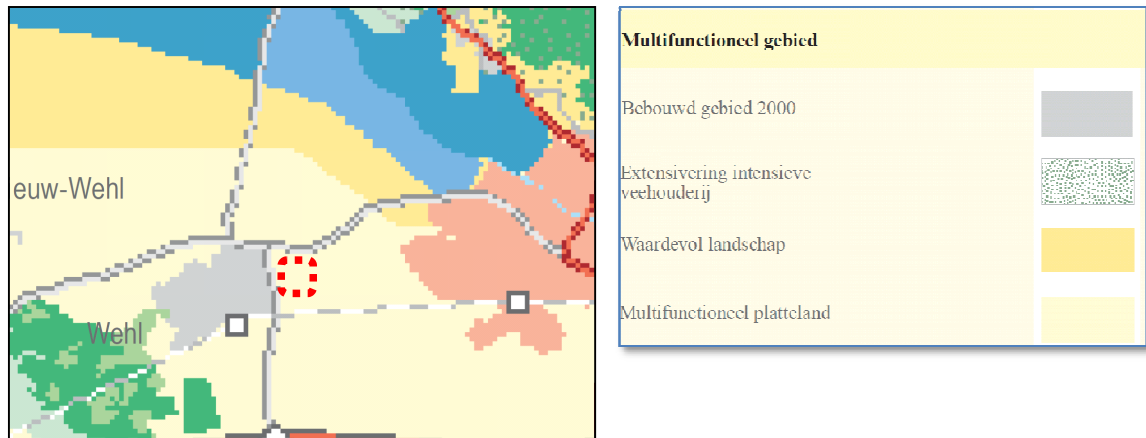 euw-Wehl
Wehl
Multifunctioneel gebied
Bebouwd gebied 2000
Extensivering intensieve
veehouderij
Waardevol landschap
Multifunctioneel platteland